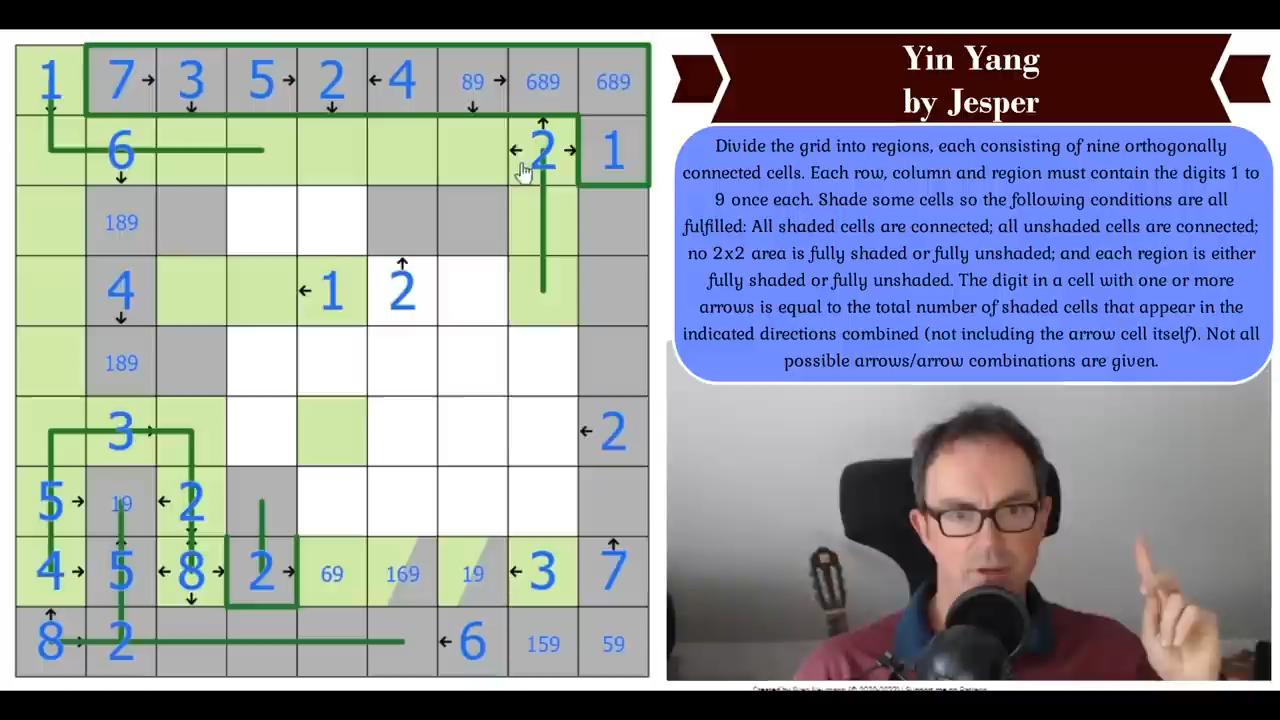 Yin Yang
by Jesper
Divide the grid into regions, each consisting of nine orthogonally
connected cells. Each row, column and region must contain the digits 1 to
9 once each. Shade some cells so the following conditions are all
fulfilled: All shaded cells are connected; all unshaded cells are connected;
no 2x2 area is fully shaded or fully unshaded; and each region is either
fully shaded or fully unshaded. The digit in a cell with one or more
arrows is equal to the total number of shaded cells that appear in the
indicated directions combined (not including the arrow cell itself). Not all
possible arrows/arrow combinations are given.
1 7 3 5 2 4 89 689 689
6 2 1
189
4 1 2
189
3 2
5 19 2
4 5 8 2 69 169 19 3 7
8 2 6 159 59